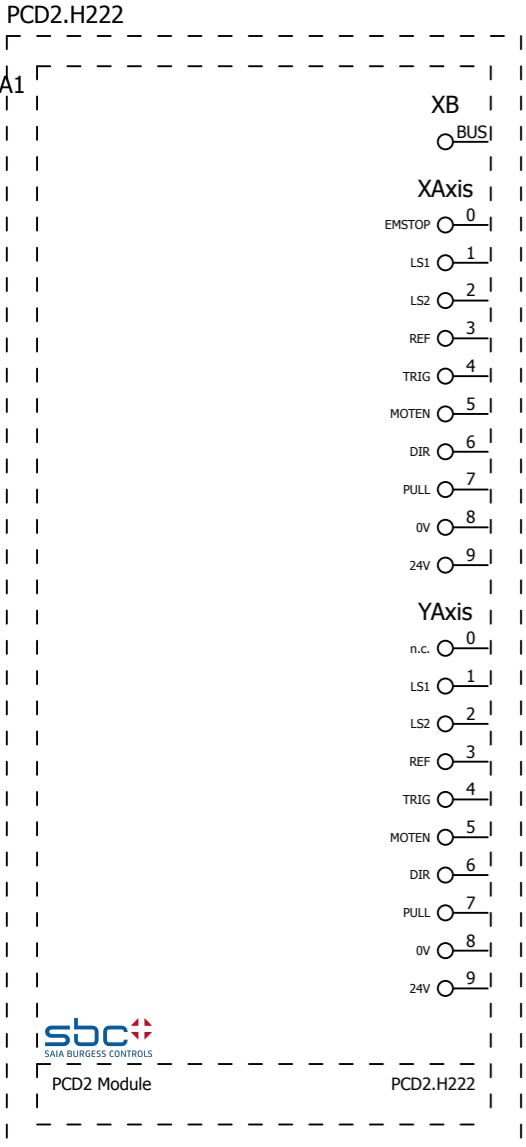 PCD2.H222
A1
XB
BUS
XAxis
EMSTOP 0
LS1 1
LS2 2
REF 3
TRIG 4
MOTEN 5
DIR 6
PULL 7
0V 8
24V 9
YAxis
n.c. 0
LS1 1
LS2 2
REF 3
TRIG 4
MOTEN 5
DIR 6
PULL 7
0V 8
24V 9
sbc
SAIA BURGESS CONTROLS
PCD2 Module PCD2.H222